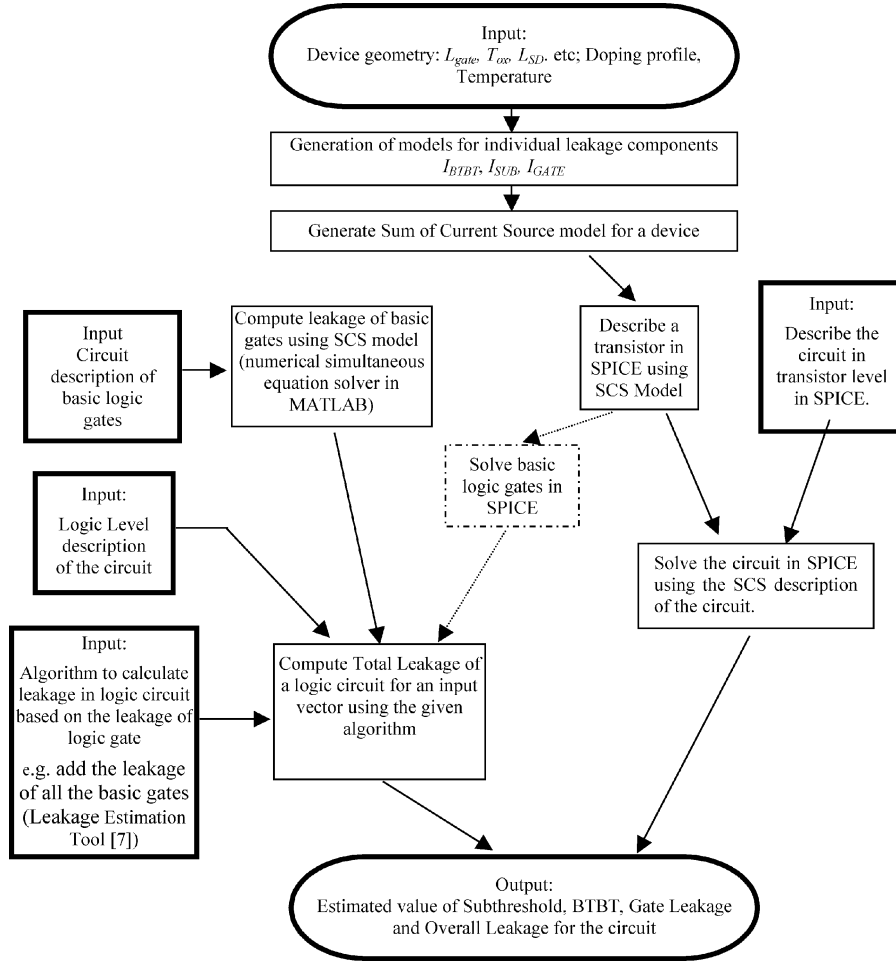 Input:
Device geometry: Lgate, Tox, LSD. etc; Doping profile,
Temperature
Generation of models for individual leakage components
IBTBT, ISUB, IGATE
Generate Sum of Current Source model for a device
Input
Circuit
description of
basic logic
gates
Compute leakage of basic
gates using SCS model
(numerical simultaneous
equation solver in
MATLAB)
Describe a
transistor in
SPICE using
SCS Model
Input:
Describe the
circuit in
transistor level
in SPICE.
Solve basic
logic gates in
SPICE
Input:
Logic Level
description
of the circuit
Solve the circuit in SPICE
using the SCS description
of the circuit.
Input:
Algorithm to calculate
leakage in logic circuit
based on the leakage of
logic gate
e.g. add the leakage
of all the basic gates
(Leakage Estimation
Tool [7])
Compute Total Leakage of
a logic circuit for an input
vector using the given
algorithm
Output:
Estimated value of Subthreshold, BTBT, Gate Leakage
and Overall Leakage for the circuit